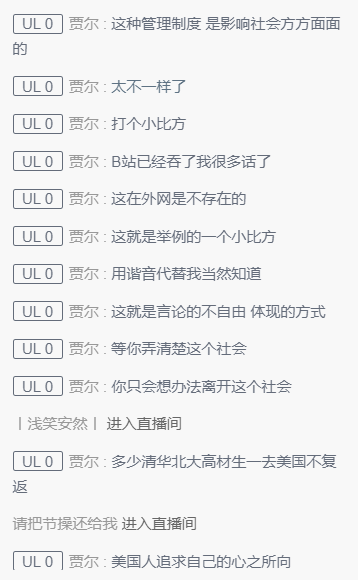 UL 0 贾尔 : 这种管理制度 是影响社会方方面面
的
UL 0 贾尔 : 太不一样了
UL 0 贾尔 : 打个小比方
UL 0 贾尔 : B站已经吞了我很多话了
UL 0 贾尔 : 这在外网是不存在的
UL 0 贾尔 : 这就是举例的一个小比方
UL 0 贾尔 : 用谐音代替我当然知道
UL 0 贾尔 : 这就是言论的不自由 体现的方式
UL 0 贾尔 : 等你弄清楚这个社会
UL 0 贾尔 : 你只会想办法离开这个社会
丨浅笑安然丨 进入直播间
UL 0 贾尔 : 多少清华北大高材生一去美国不复
返
请把节操还给我 进入直播间
UL 0 贾尔 : 美国人追求自己的心之所向